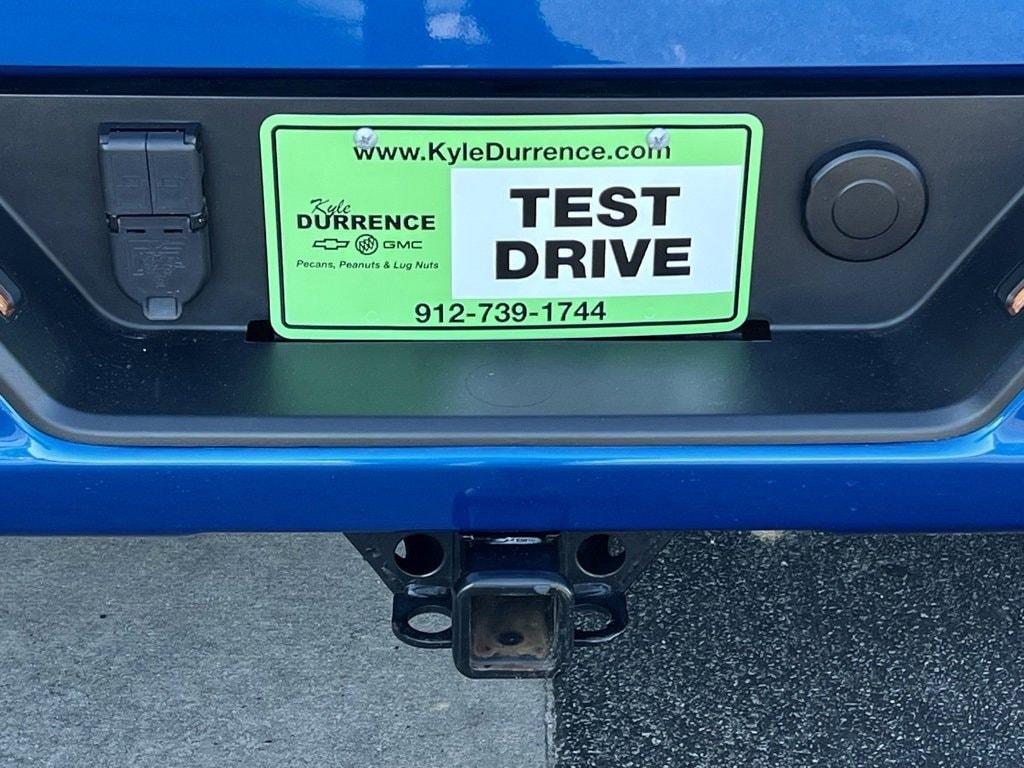 www.KyleDurrence.com
Kyle
DURRENCE
GMC
Pecans, Peanuts & Lug Nuts
TEST
DRIVE
912-739-1744